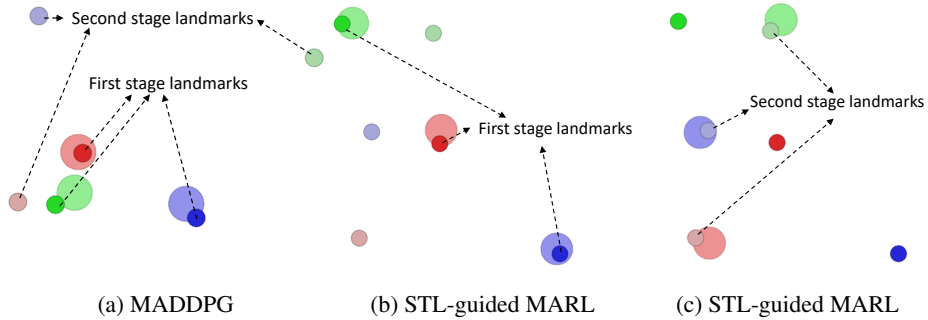 Second stage landmarks
First stage landmarks
First stage landmarks
Second stage landmarks
(a) MADDPG
(b) STL-guided MARL
(c) STL-guided MARL